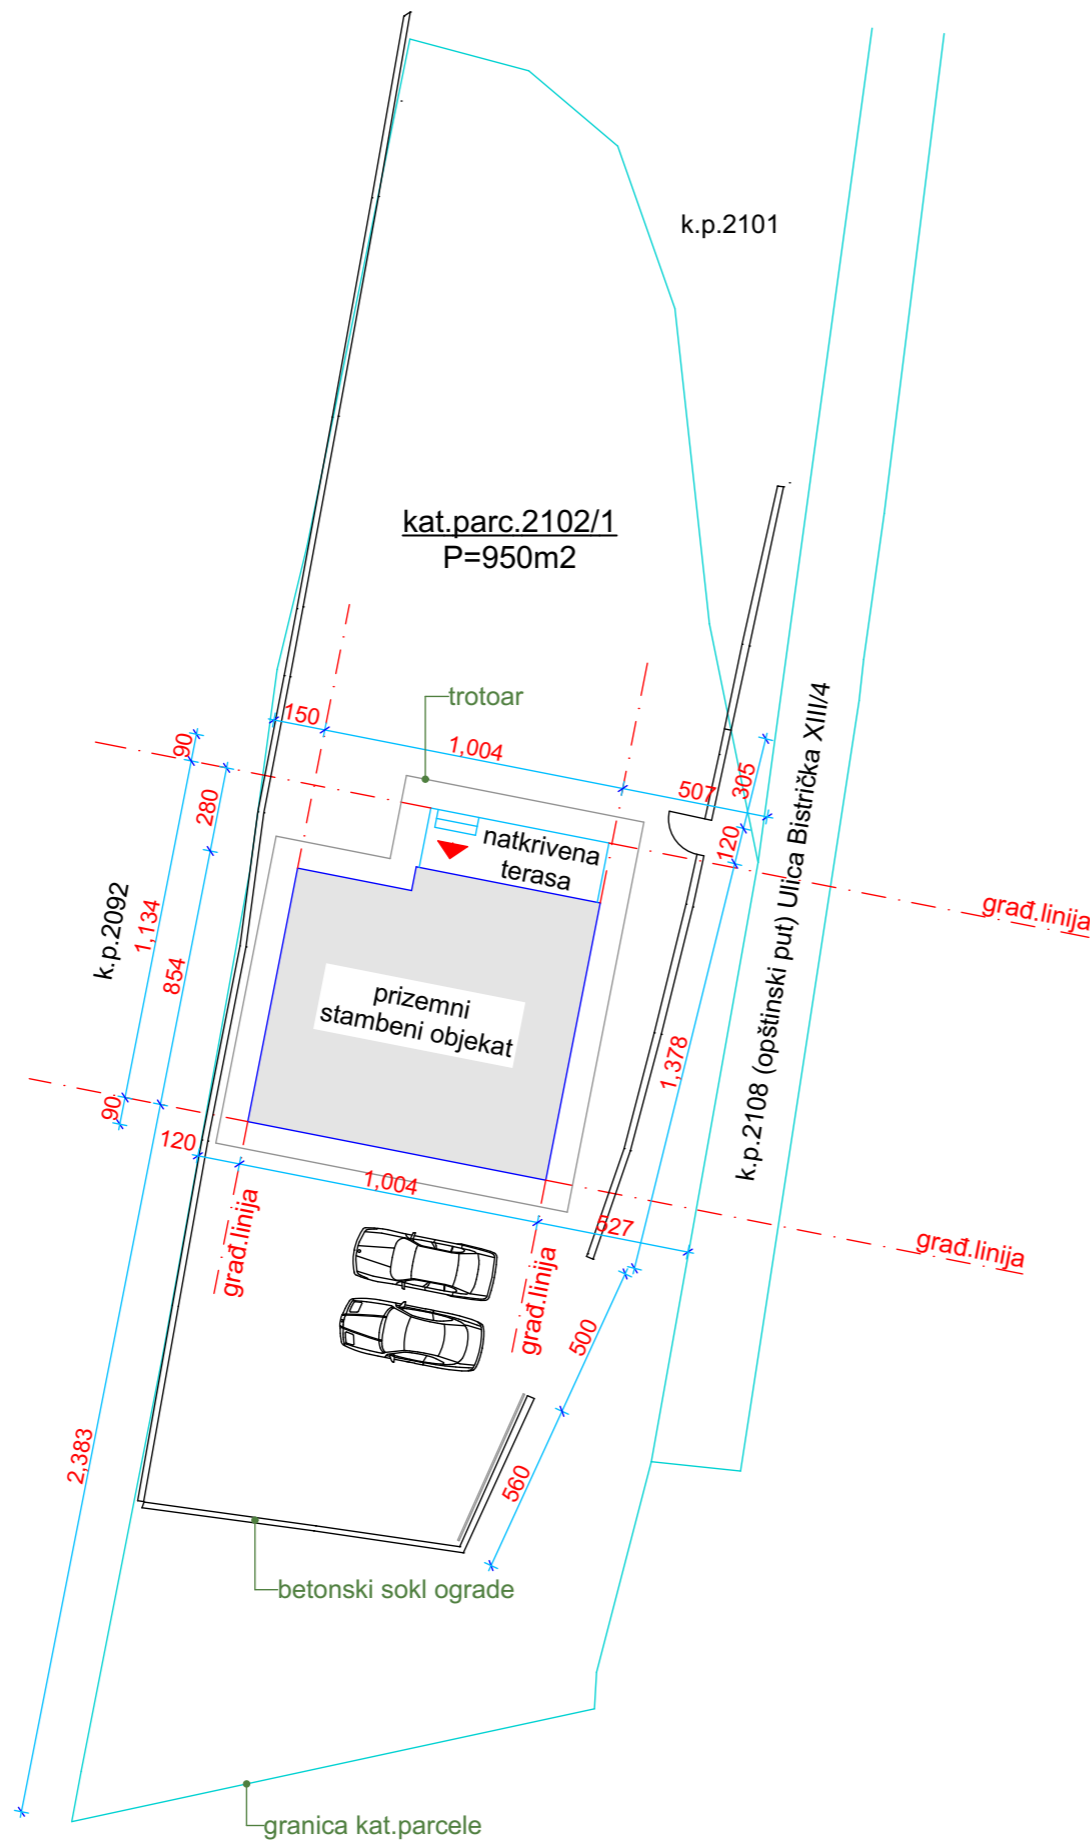 k.p.2101
kat.parc.2102/1
P=950m2
trotoar
150
1,004
507
305
120
90
280
natkrivena
terasa
građ.linija
k.p.2092
1,134
854
prizemni
stambeni objekat
1,378
k.p.2108 (opštinski put) Ulica Bistrička XIII/4
90
120
1,004
527
građ.linija
građ.linija
građ.linija
500
2,383
560
betonski sokl ograde
granica kat.parcele